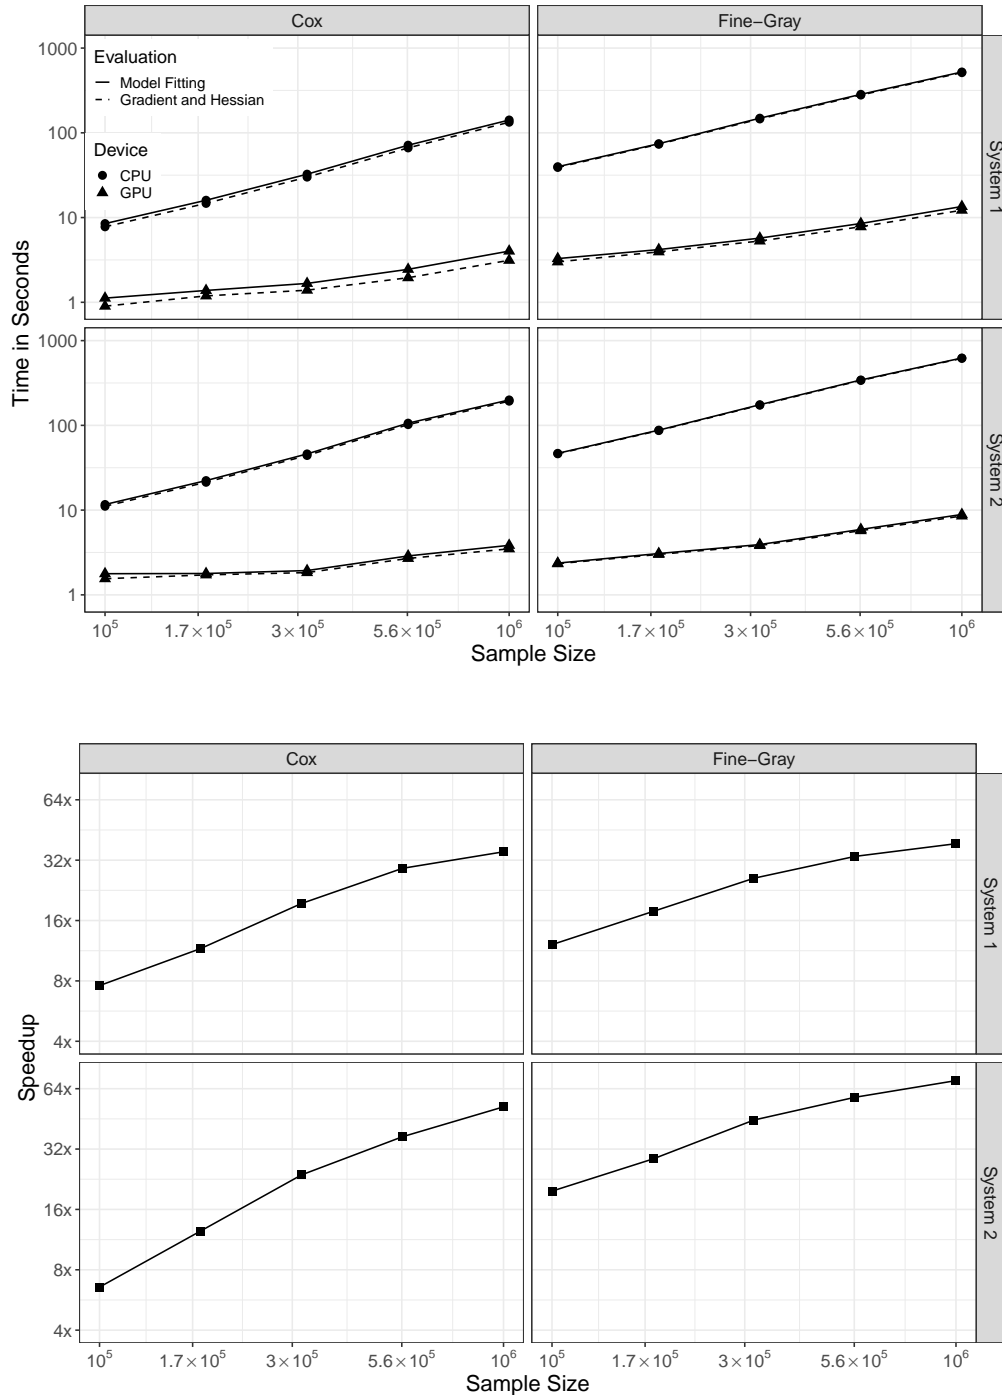 Cox
Fine−Gray
Evaluation
Model Fitting
Gradient and Hessian
Device
CPU
GPU
1000
100
10
1
System 1
1000
100
10
1
System 2
Time in Seconds
10^5
1.7 × 10^5
3 × 10^5
5.6 × 10^5
10^6
10^5
1.7 × 10^5
3 × 10^5
5.6 × 10^5
10^6
Sample Size
Cox
Fine−Gray
64x
32x
16x
8x
4x
System 1
64x
32x
16x
8x
4x
System 2
Speedup
10^5
1.7 × 10^5
3 × 10^5
5.6 × 10^5
10^6
10^5
1.7 × 10^5
3 × 10^5
5.6 × 10^5
10^6
Sample Size